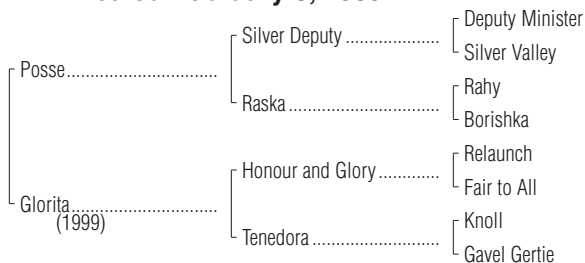 Deputy Minister
Silver Deputy ....................
Silver Valley
Posse................................
Rahy
Raska ................................
Borishka
Relaunch
Honour and Glory .............
Fair to All
Glorita................................
(1999)
Knoll
Tenedora ...........................
Gavel Gertie